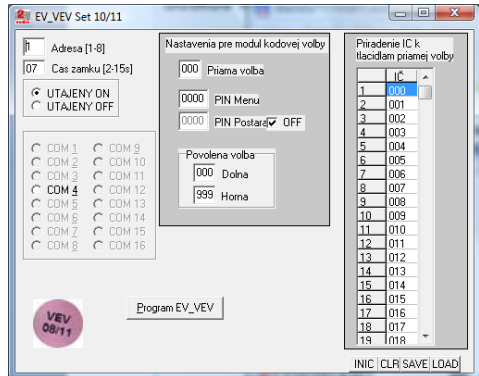 EV_VEV Set 10/11
1 Adresa [1-8]
07 Cas zamku [2-15s]
UTAJENY ON
UTAJENY OFF
COM 1 COM 9
COM 2 COM 10
COM 3 COM 11
COM 4 COM 12
COM 5 COM 13
COM 6 COM 14
COM 7 COM 15
COM 8 COM 16
VEV
08/11
Program EV_VEV
Nastavenia pre modul kodovej volby
000 Priama volba
0000 PIN Menu
0000 PIN Postara OFF
Povolena volba
000 Dolna
999 Horna
Priradenie IC k
tlacidlam priamej volby
IČ
1 000
2 001
3 002
4 003
5 004
6 005
7 006
8 007
9 008
10 009
11 010
12 011
13 012
14 013
15 014
16 015
17 016
18 017
19 018
INIC CLR SAVE LOAD